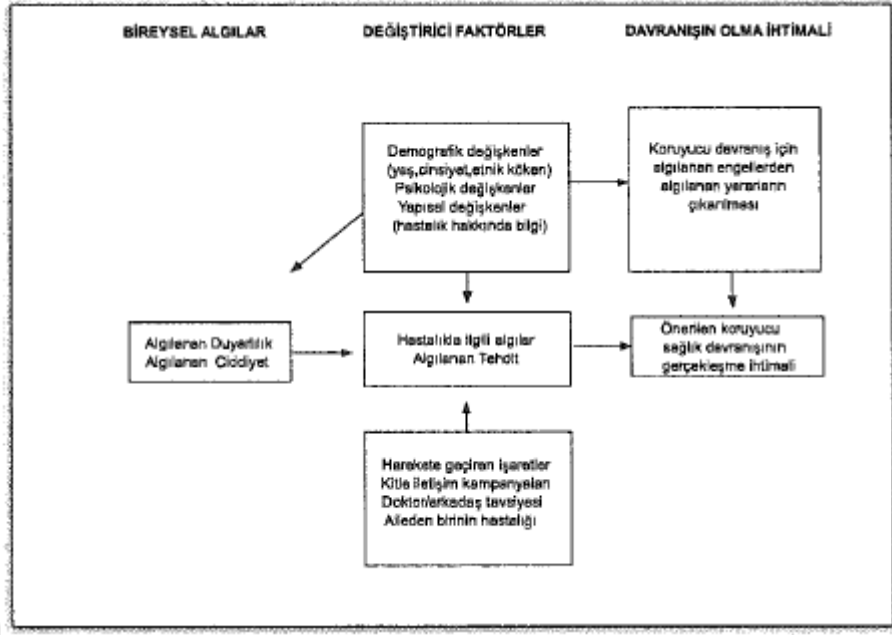 BİREYSEL ALGILAR
DEĞİŞTİRİCİ FAKTÖRLER
DAVRANIŞIN OLMA İHTİMALİ
Demografik değişkenler
(yaş,cinsiyet,etnik köken)
Psikolojik değişkenler
Yapısal değişkenler
(hastalık hakkında bilgi)
Koruyucu davranış için
algılanan engellerden
algılanan yararların
çıkarılması
Algılanan Duyarlılık
Algılanan Ciddiyet
Hastalıkla ilgili algılar
Algılanan Tehdit
Önerilen koruyucu
sağlık davranışının
gerçekleşme ihtimali
Harekete geçiren işaretler
Kitle iletişim kampanyaları
Doktor/arkadaş tavsiyesi
Aileden birinin hastalığı